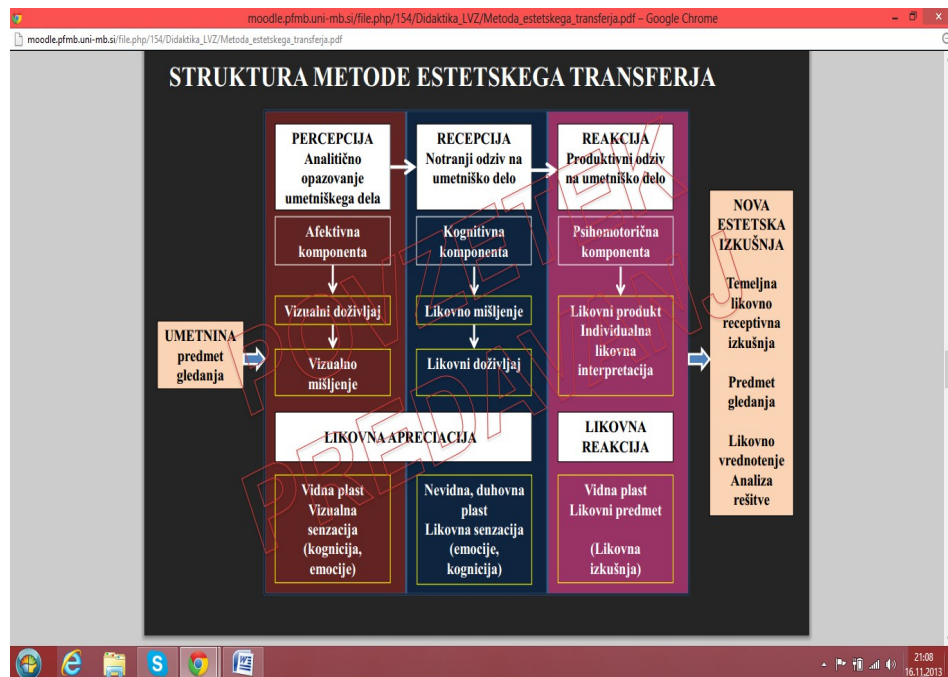 moodle.pfmb.uni-mb.si/file.php/154/Didaktika_LVZ/Metoda_estetskega_transferja.pdf – Google Chrome
moodle.pfmb.uni-mb.si/file.php/154/Didaktika_LVZ/Metoda_estetskega_transferja.pdf
STRUKTURA METODE ESTETSKEGA TRANSFERJA
UMETNINA
predmet
gledanja
PERCEPCIJA
Analitično
opazovanje
umetniškega dela
Afektivna
komponenta
Vizualni doživljaj
Vizualno
mišljenje
RECEPCIJA
Notranji odziv na
umetniško delo
Kognitivna
komponenta
Likovno mišljenje
Likovni doživljaj
REAKCIJA
Produktivni odziv
na umetniško delo
Psihomotorična
komponenta
Likovni produkt
Individualna
likovna
interpretacija
LIKOVNA APRECIACIJA
LIKOVNA
REAKCIJA
Vidna plast
Vizualna
senzacija
(kognicija,
emocije)
Nevidna, duhovna
plast
Likovna senzacija
(emocije,
kognicija)
Vidna plast
Likovni predmet
(Likovna
izkušnja)
NOVA
ESTETSKA
IZKUŠNJA
Temeljna
likovno
receptivna
izkušnja
Predmet
gledanja
Likovno
vrednotenje
Analiza
rešitve
POVZETEK
PREDAVANJ
21:08
16.11.2013